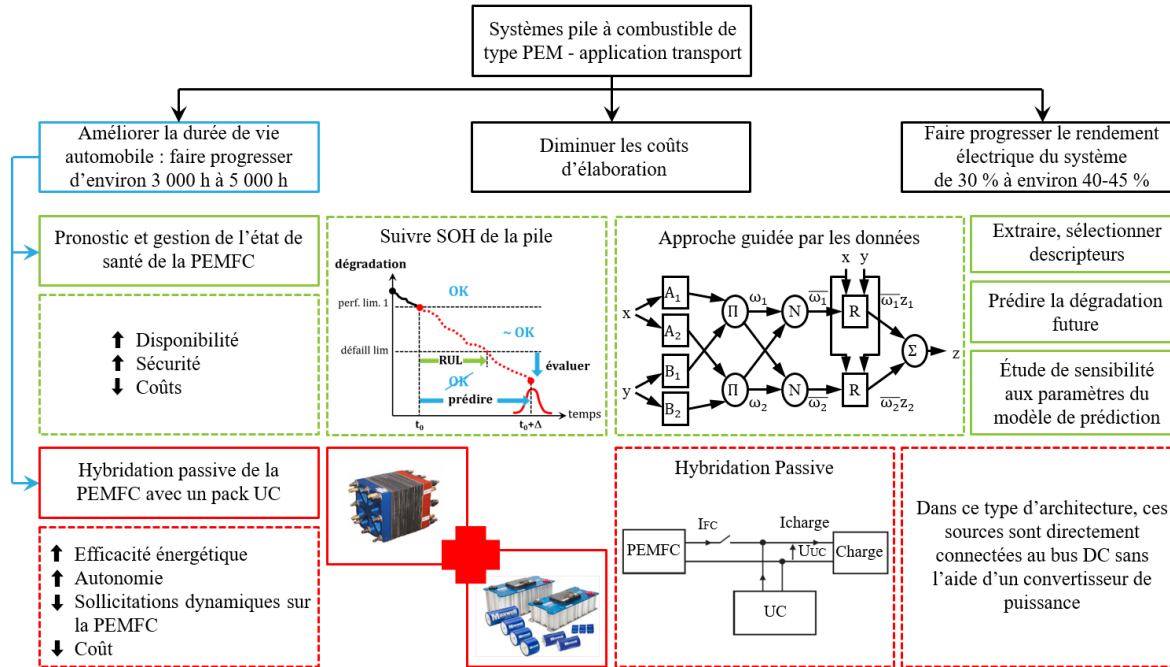 Systèmes pile à combustible de
type PEM - application transport
Améliorer la durée de vie
automobile : faire progresser
d'environ 3 000 h à 5 000 h
Diminuer les coûts
d'élaboration
Faire progresser le rendement
électrique du système
de 30 % à environ 40-45 %
Pronostic et gestion de l'état de
santé de la PEMFC
Disponibilité
Sécurité
Coûts
Suivre SOH de la pile
dégradation
OK
perf. lim. 1
~ OK
défaill lim
RUL
évaluer
OK
prédire
temps
t₀
t₀+Δ
Approche guidée par les données
x y
A₁
ω₁
ω̅₁
ω̅₁z₁
Π
N
R
x
A₂
Σ
z
B₁
y
Π
N
R
B₂
ω₂
ω̅₂
ω̅₂z₂
Extraire, sélectionner
descripteurs
Prédire la dégradation
future
Étude de sensibilité
aux paramètres du
modèle de prédiction
Hybridation passive de la
PEMFC avec un pack UC
Efficacité énergétique
Autonomie
Sollicitations dynamiques sur
la PEMFC
Coût
Hybridation Passive
IFC
Icharge
PEMFC
UUC
Charge
UC
Dans ce type d'architecture, ces
sources sont directement
connectées au bus DC sans
l'aide d'un convertisseur de
puissance